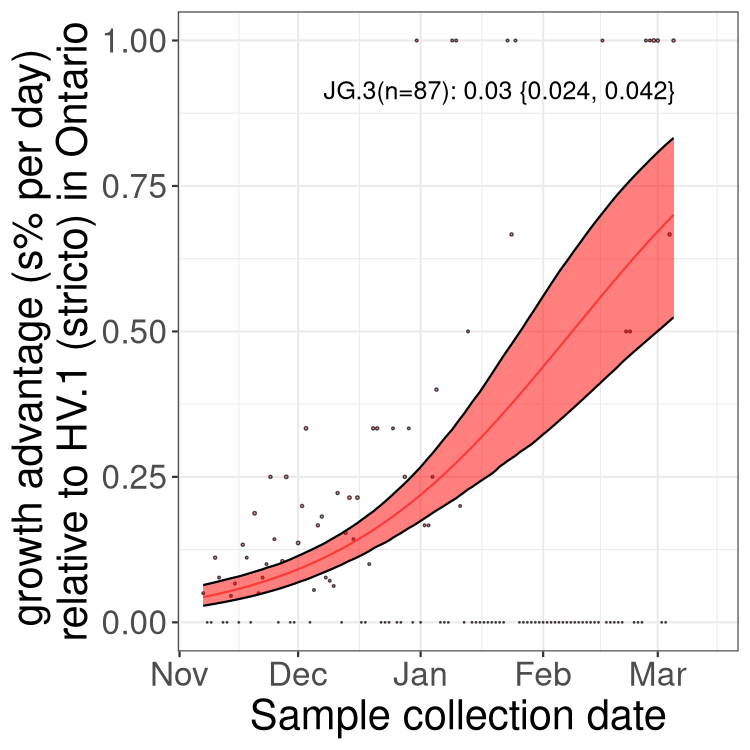 growth advantage (s% per day)
relative to HV.1 (stricto) in Ontario
1.00
0.75
0.50
0.25
0.00
JG.3(n=87): 0.03 {0.024, 0.042}
Nov Dec Jan Feb Mar
Sample collection date